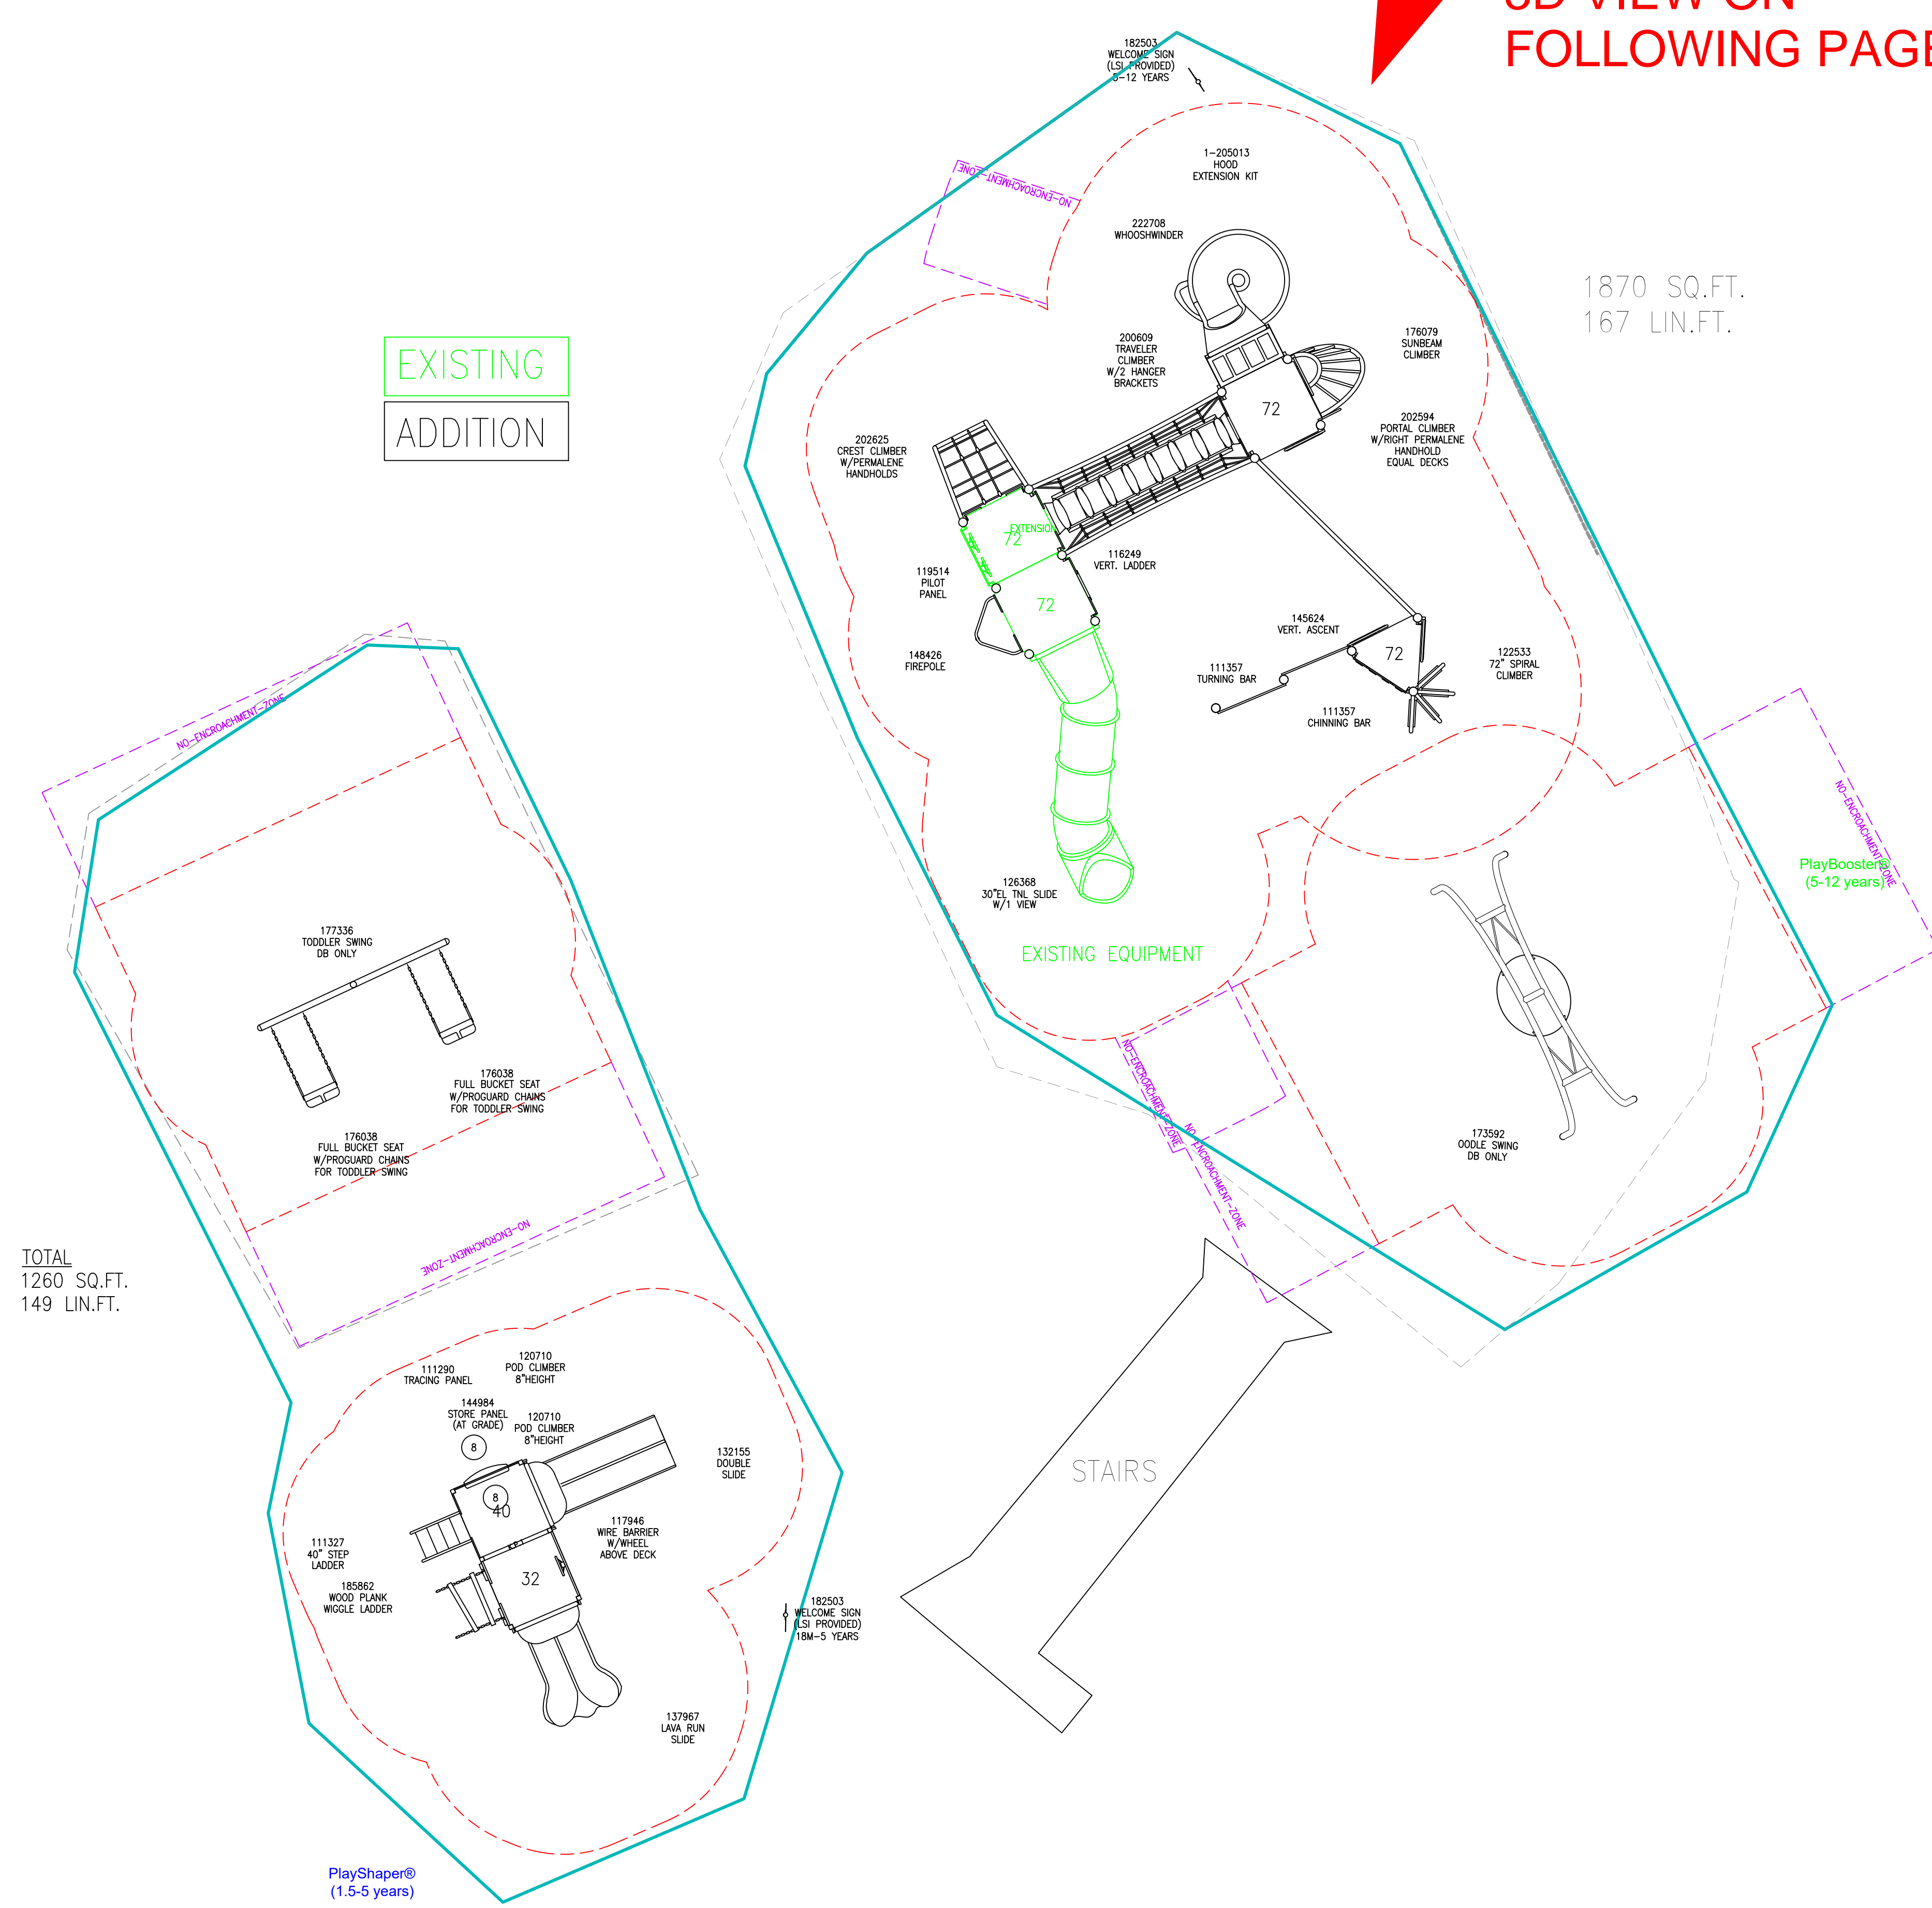 FOLLOWING PAGE
182503
WELCOME SIGN
(LSI PROVIDED)
5-12 YEARS
1-205013
HOOD
EXTENSION KIT
NO-ENCROACHMENT-ZONE
222708
WHOOSHWINDER
1870 SQ.FT.
167 LIN.FT.
EXISTING
ADDITION
200609
TRAVELER
CLIMBER
W/2 HANGER
BRACKETS
176079
SUNBEAM
CLIMBER
72
202594
PORTAL CLIMBER
W/RIGHT PERMALENE
HANDHOLD
EQUAL DECKS
202625
CREST CLIMBER
W/PERMALENE
HANDHOLDS
EXTENSION
72
116249
VERT. LADDER
119514
PILOT
PANEL
72
145624
VERT. ASCENT
148426
FIREPOLE
111357
TURNING BAR
72
122533
72" SPIRAL
CLIMBER
111357
CHINNING BAR
NO-ENCROACHMENT-ZONE
NO-ENCROACHMENT-ZONE
PlayBooster®
(5-12 years)
126368
30"EL TNL SLIDE
W/1 VIEW
EXISTING EQUIPMENT
177336
TODDLER SWING
DB ONLY
176038
FULL BUCKET SEAT
W/PROGUARD CHAINS
FOR TODDLER SWING
176038
FULL BUCKET SEAT
W/PROGUARD CHAINS
FOR TODDLER SWING
NO-ENCROACHMENT-ZONE
NO-ENCROACHMENT-ZONE
173592
OODLE SWING
DB ONLY
NO-ENCROACHMENT-ZONE
TOTAL
1260 SQ.FT.
149 LIN.FT.
111290
TRACING PANEL
120710
POD CLIMBER
8"HEIGHT
144984
STORE PANEL
(AT GRADE)
120710
POD CLIMBER
8"HEIGHT
8
132155
DOUBLE
SLIDE
STAIRS
8
40
117946
WIRE BARRIER
W/WHEEL
ABOVE DECK
111327
40" STEP
LADDER
32
185862
WOOD PLANK
WIGGLE LADDER
182503
WELCOME SIGN
(LSI PROVIDED)
18M-5 YEARS
137967
LAVA RUN
SLIDE
PlayShaper®
(1.5-5 years)